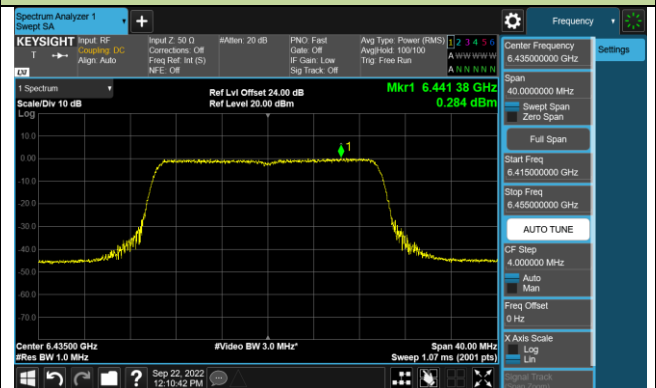 Spectrum Analyzer 1
Swept SA
+
Frequency
KEYSIGHT
Input: RF
Coupling: DC
Align: Auto
Input Z: 50 Ω
Corrections: Off
Freq Ref: Int (S)
NFE: Off
#Atten: 20 dB
PNO: Fast
Gate: Off
IF Gain: Low
Sig Track: Off
Avg Type: Power (RMS)
Avg|Hold: 100/100
Trig: Free Run
1 2 3 4 5 6
A W W W W W
A N N N N N
LXI
T
1 Spectrum
Scale/Div 10 dB
Log
Ref Lvl Offset 24.00 dB
Ref Level 20.00 dBm
Mkr1 6.441 38 GHz
0.284 dBm
1
10.0
0.00
-10.0
-20.0
-30.0
-40.0
-50.0
-60.0
-70.0
Center 6.43500 GHz
#Res BW 1.0 MHz
#Video BW 3.0 MHz*
Span 40.00 MHz
Sweep 1.07 ms (2001 pts)
Sep 22, 2022
12:10:42 PM
?
Center Frequency
6.435000000 GHz
Settings
Span
40.0000000 MHz
Swept Span
Zero Span
Full Span
Start Freq
6.415000000 GHz
Stop Freq
6.455000000 GHz
AUTO TUNE
CF Step
4.000000 MHz
Auto
Man
Freq Offset
0 Hz
X Axis Scale
Log
Lin
Signal Track